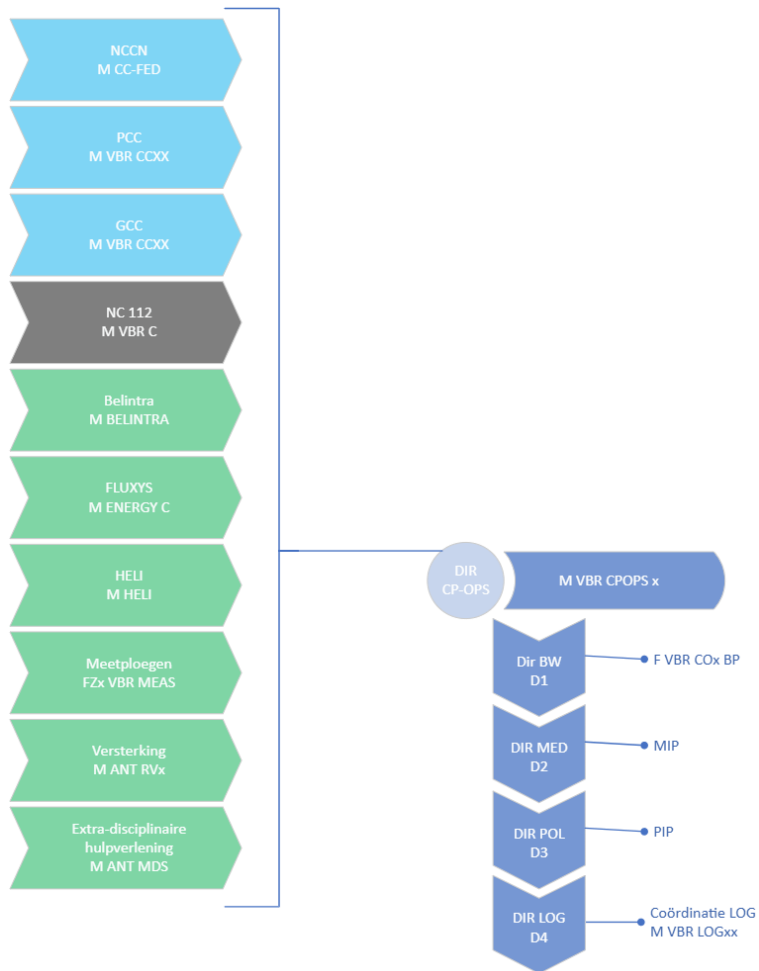 NCCN
M CC-FED
PCC
M VBR CCXX
GCC
M VBR CCXX
NC 112
M VBR C
Belintra
M BELINTRA
FLUXYS
M ENERGY C
HELI
M HELI
Meetploegen
FZx VBR MEAS
Versterking
M ANT RVx
Extra-disciplinaire
hulpverlening
M ANT MDS
DIR
CP-OPS
M VBR CPOPS x
Dir BW
D1
F VBR COx BP
DIR MED
D2
MIP
DIR POL
D3
PIP
DIR LOG
D4
Coördinatie LOG
M VBR LOGxx